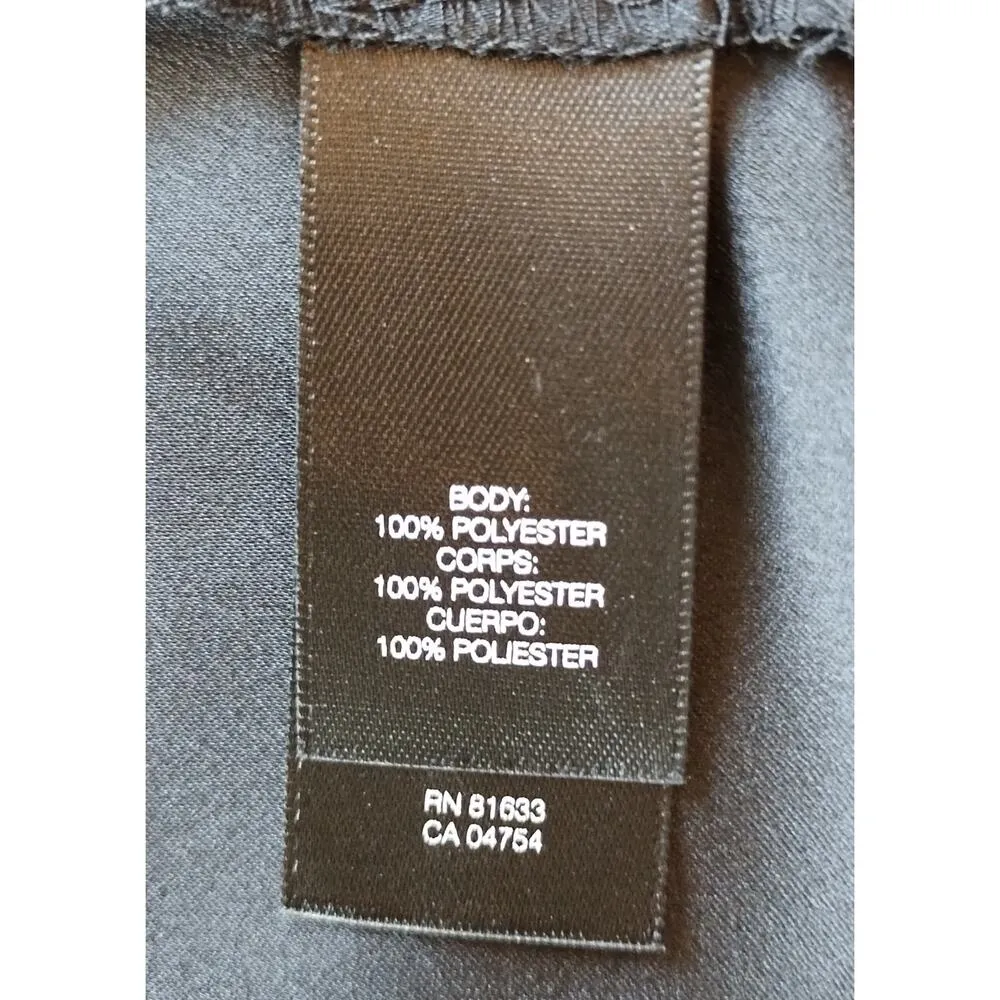 BODY:
100% POLYESTER
CORPS:
100% POLYESTER
CUERPO:
100% POLIESTER
RN 81633
CA 04754